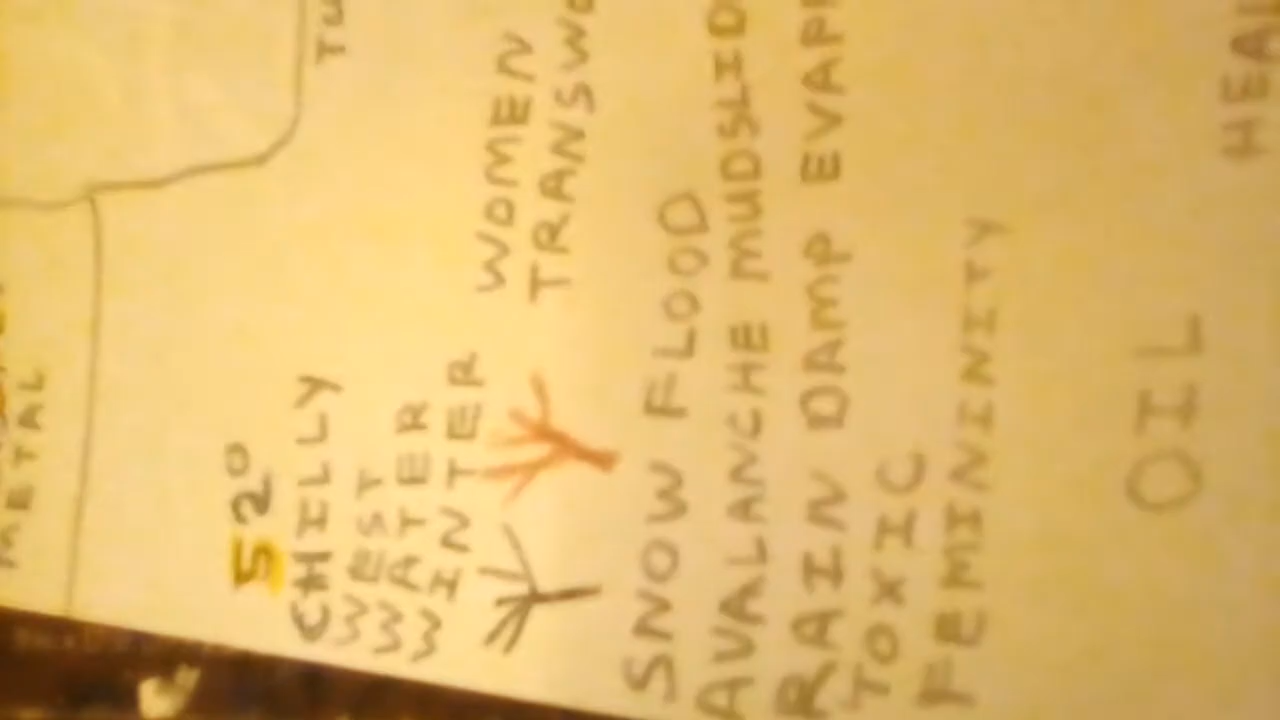 METAL
52°
CHILLY
WEST
WATER
WINTER
WOMEN
SNOW FLOOD
AVALANCHE
RAIN DAMP
TOXIC
FEMININITY
OIL